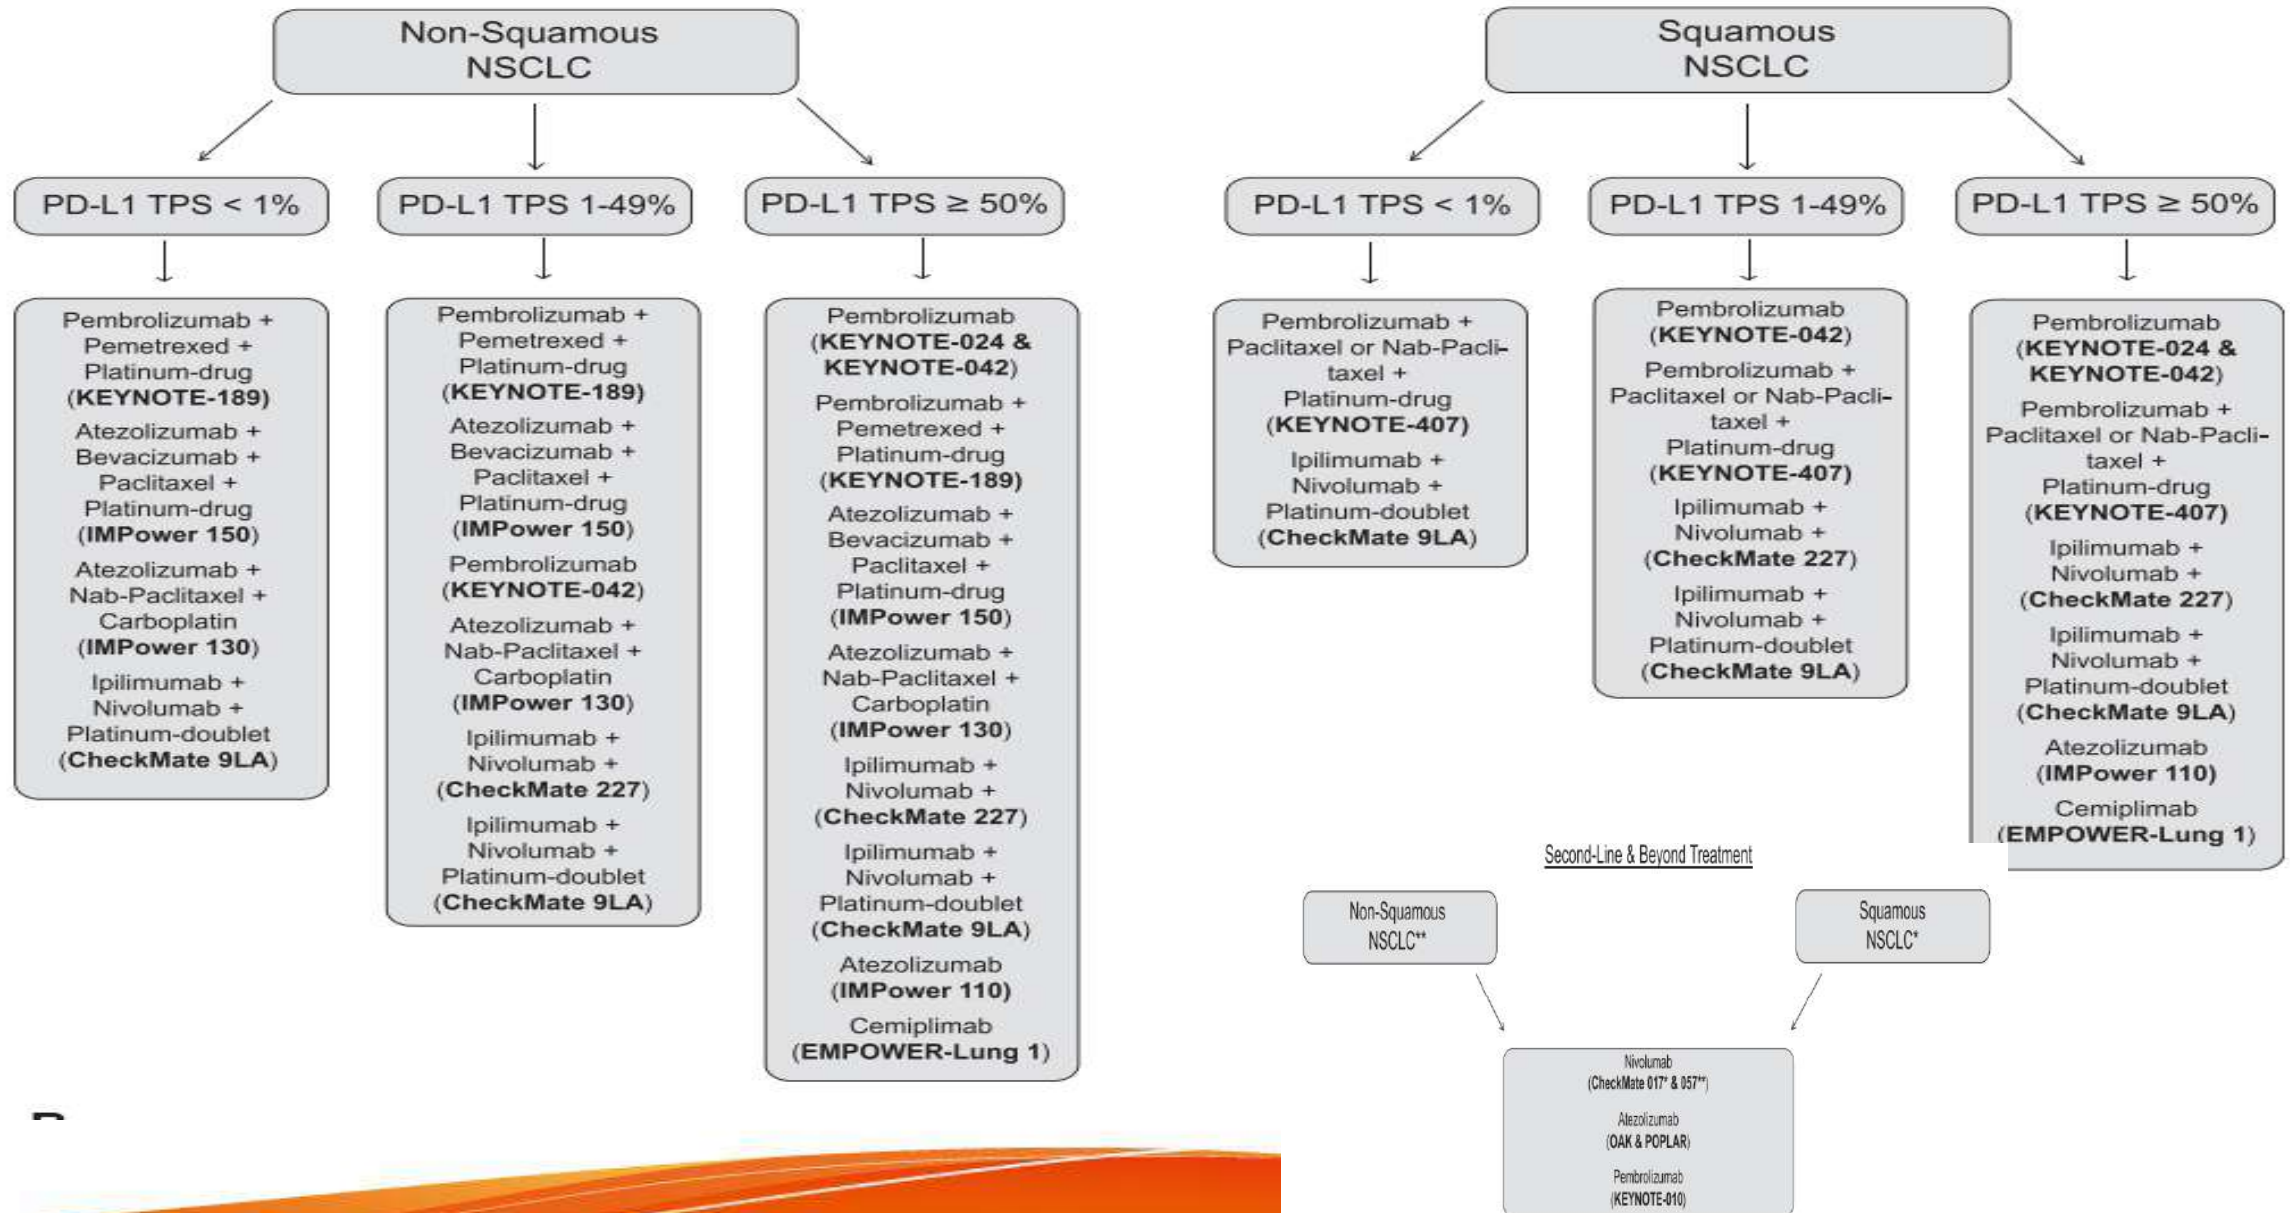 Non-Squamous
NSCLC
PD-L1 TPS < 1%
PD-L1 TPS 1-49%
PD-L1 TPS ≥ 50%
Pembrolizumab +
Pemetrexed +
Platinum-drug
(KEYNOTE-189)
Atezolizumab +
Bevacizumab +
Paclitaxel +
Platinum-drug
(IMPower 150)
Atezolizumab +
Nab-Paclitaxel +
Carboplatin
(IMPower 130)
Ipilimumab +
Nivolumab +
Platinum-doublet
(CheckMate 9LA)
Pembrolizumab +
Pemetrexed +
Platinum-drug
(KEYNOTE-189)
Atezolizumab +
Bevacizumab +
Paclitaxel +
Platinum-drug
(IMPower 150)
Pembrolizumab
(KEYNOTE-042)
Atezolizumab +
Nab-Paclitaxel +
Carboplatin
(IMPower 130)
Ipilimumab +
Nivolumab +
(CheckMate 227)
Ipilimumab +
Nivolumab +
Platinum-doublet
(CheckMate 9LA)
Pembrolizumab
(KEYNOTE-024 &
KEYNOTE-042)
Pembrolizumab +
Pemetrexed +
Platinum-drug
(KEYNOTE-189)
Atezolizumab +
Bevacizumab +
Paclitaxel +
Platinum-drug
(IMPower 150)
Atezolizumab +
Nab-Paclitaxel +
Carboplatin
(IMPower 130)
Ipilimumab +
Nivolumab +
(CheckMate 227)
Ipilimumab +
Nivolumab +
Platinum-doublet
(CheckMate 9LA)
Atezolizumab
(IMPower 110)
Cemiplimab
(EMPOWER-Lung 1)
Squamous
NSCLC
PD-L1 TPS < 1%
PD-L1 TPS 1-49%
PD-L1 TPS ≥ 50%
Pembrolizumab +
Paclitaxel or Nab-Pacli-
taxel +
Platinum-drug
(KEYNOTE-407)
Ipilimumab +
Nivolumab +
Platinum-doublet
(CheckMate 9LA)
Pembrolizumab
(KEYNOTE-042)
Pembrolizumab +
Paclitaxel or Nab-Pacli-
taxel +
Platinum-drug
(KEYNOTE-407)
Ipilimumab +
Nivolumab +
(CheckMate 227)
Ipilimumab +
Nivolumab +
Platinum-doublet
(CheckMate 9LA)
Pembrolizumab
(KEYNOTE-024 &
KEYNOTE-042)
Pembrolizumab +
Paclitaxel or Nab-Pacli-
taxel +
Platinum-drug
(KEYNOTE-407)
Ipilimumab +
Nivolumab +
(CheckMate 227)
Ipilimumab +
Nivolumab +
Platinum-doublet
(CheckMate 9LA)
Atezolizumab
(IMPower 110)
Cemiplimab
(EMPOWER-Lung 1)
Second-Line & Beyond Treatment
Non-Squamous
NSCLC**
Squamous
NSCLC*
Nivolumab
(CheckMate 017* & 057**)
Atezolizumab
(OAK & POPLAR)
Pembrolizumab
(KEYNOTE-010)